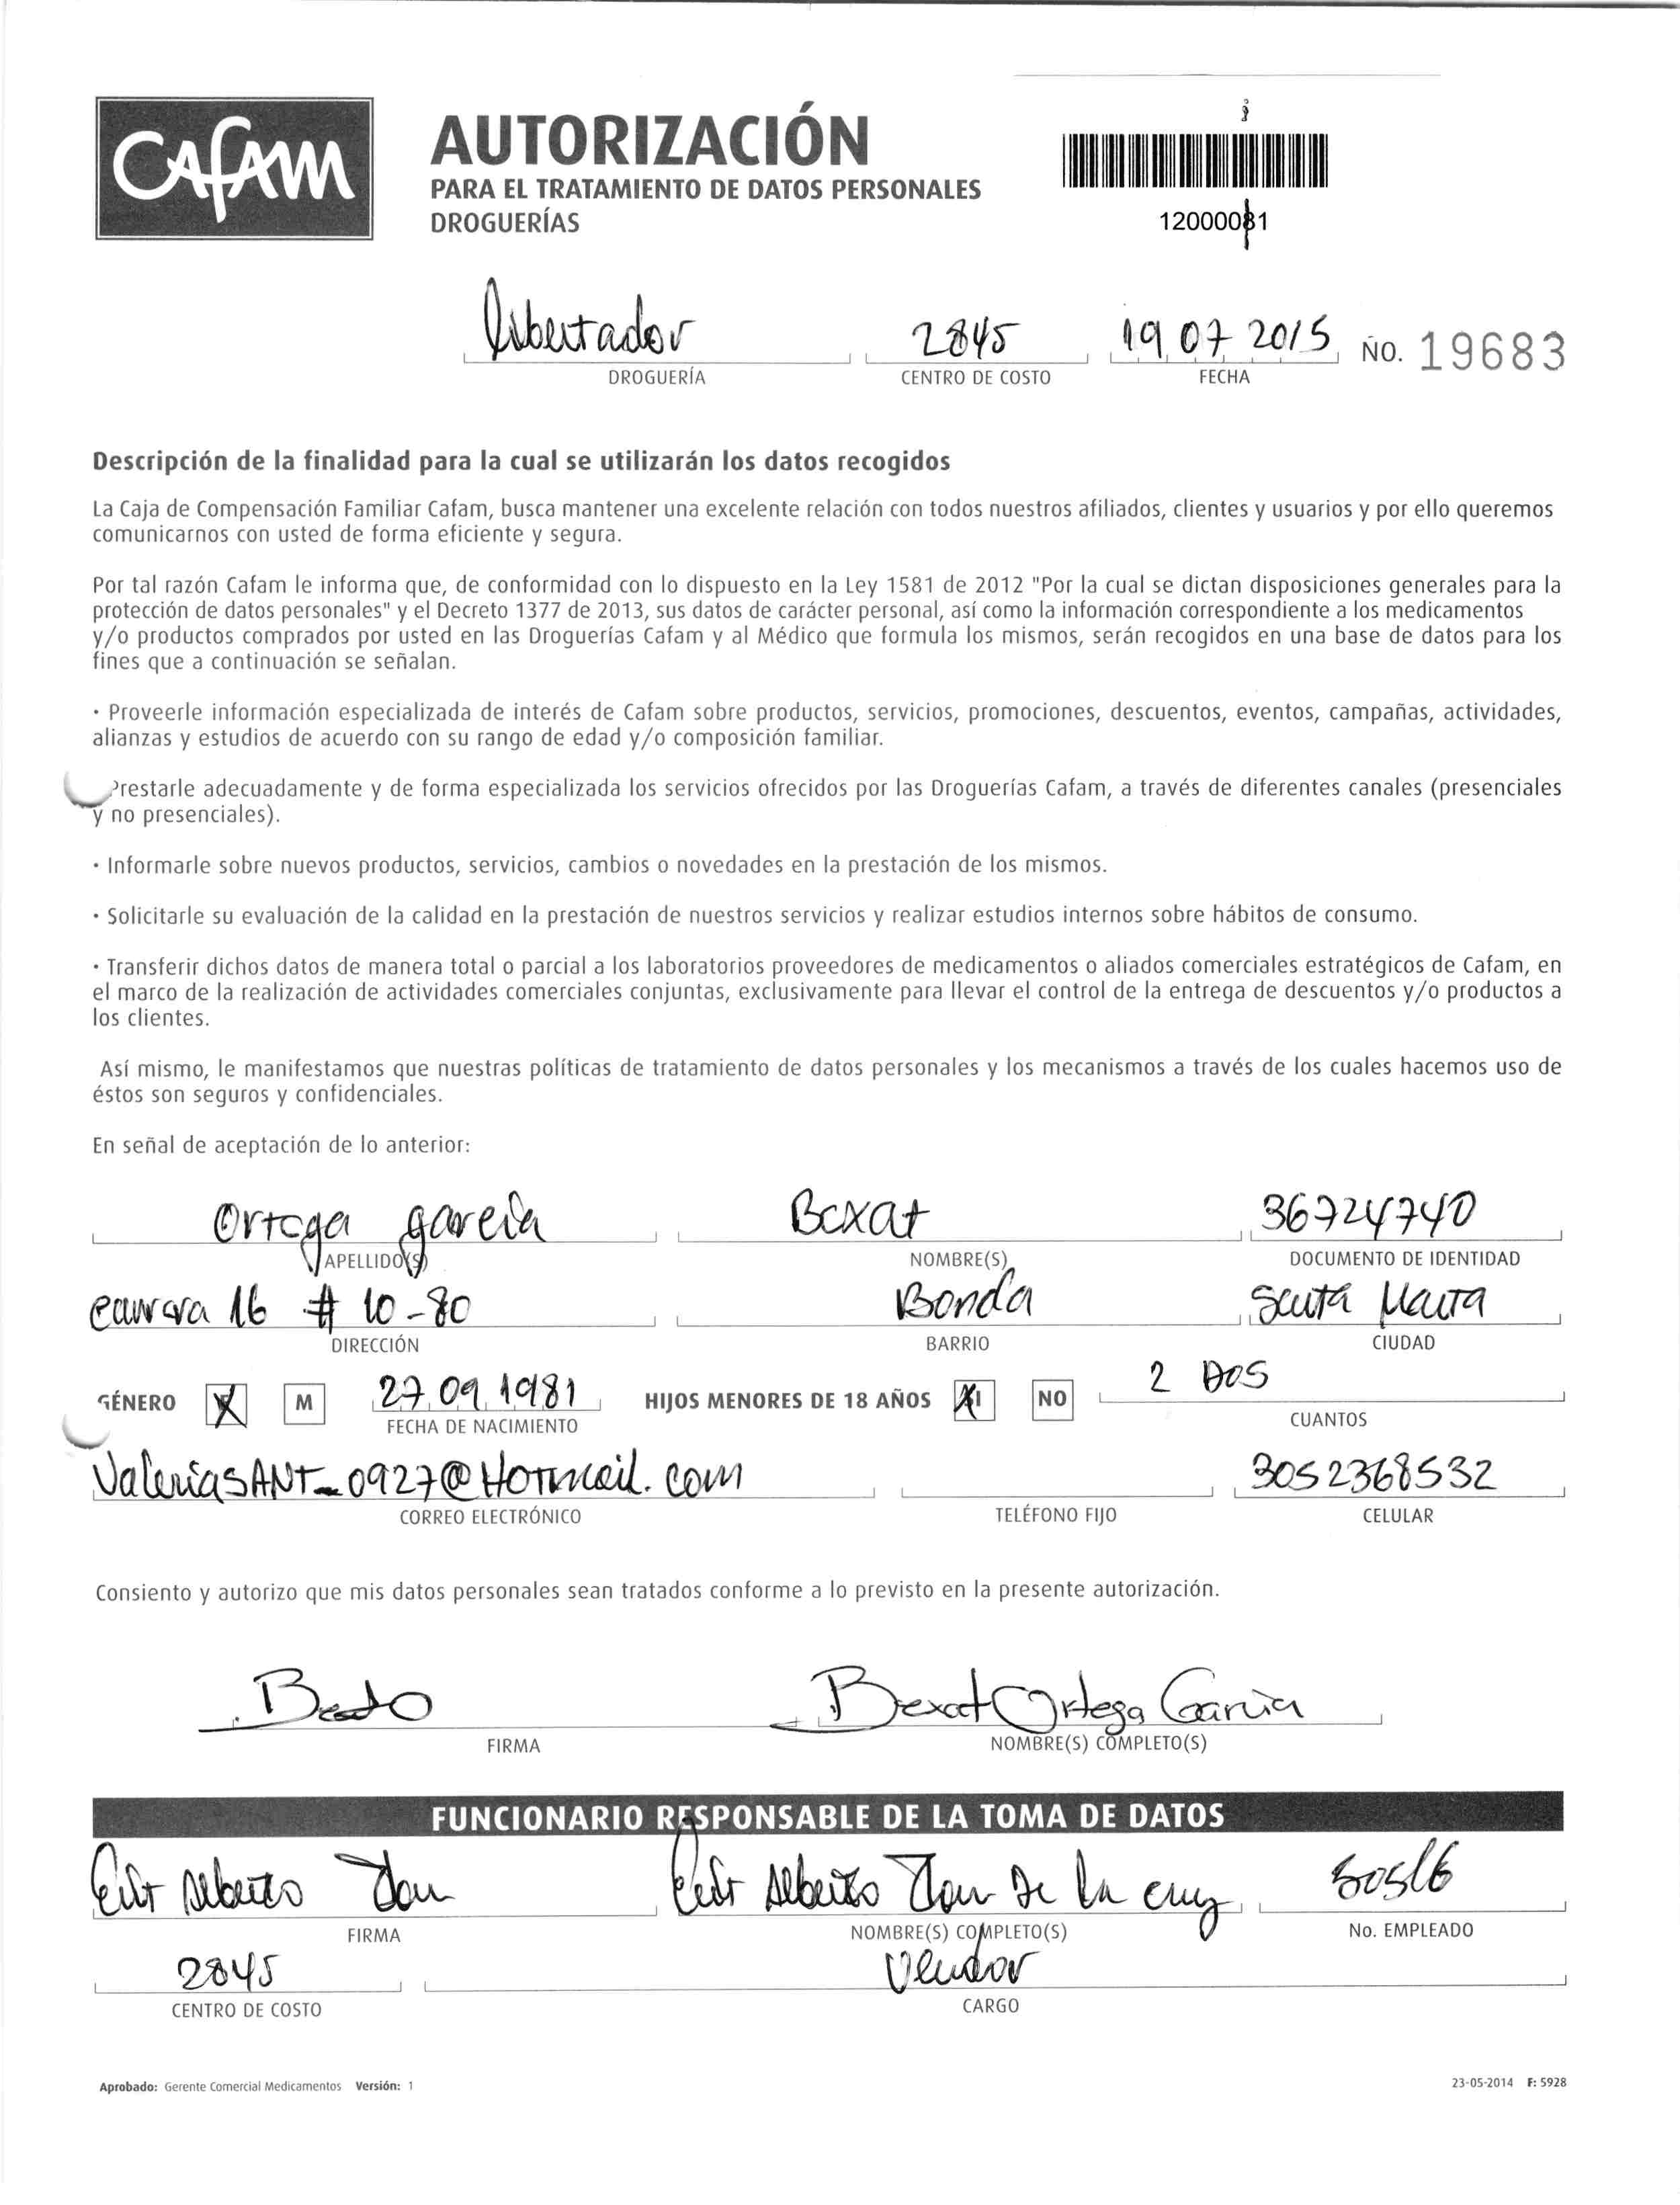 CAFAM
AUTORIZACIÓN
PARA EL TRATAMIENTO DE DATOS PERSONALES
DROGUERÍAS
12000081
Libertador 2845 19 07 2015 No. 19683
DROGUERÍA CENTRO DE COSTO FECHA
Descripción de la finalidad para la cual se utilizarán los datos recogidos
La Caja de Compensación Familiar Cafam, busca mantener una excelente relación con todos nuestros afiliados, clientes y usuarios y por ello queremos
comunicarnos con usted de forma eficiente y segura.
Por tal razón Cafam le informa que, de conformidad con lo dispuesto en la Ley 1581 de 2012 "Por la cual se dictan disposiciones generales para la
protección de datos personales" y el Decreto 1377 de 2013, sus datos de carácter personal, así como la información correspondiente a los medicamentos
y/o productos comprados por usted en las Droguerías Cafam y al Médico que formula los mismos, serán recogidos en una base de datos para los
fines que a continuación se señalan.
· Proveerle información especializada de interés de Cafam sobre productos, servicios, promociones, descuentos, eventos, campañas, actividades,
alianzas y estudios de acuerdo con su rango de edad y/o composición familiar.
Prestarle adecuadamente y de forma especializada los servicios ofrecidos por las Droguerías Cafam, a través de diferentes canales (presenciales
y no presenciales).
· Informarle sobre nuevos productos, servicios, cambios o novedades en la prestación de los mismos.
· Solicitarle su evaluación de la calidad en la prestación de nuestros servicios y realizar estudios internos sobre hábitos de consumo.
· Transferir dichos datos de manera total o parcial a los laboratorios proveedores de medicamentos o aliados comerciales estratégicos de Cafam, en
el marco de la realización de actividades comerciales conjuntas, exclusivamente para llevar el control de la entrega de descuentos y/o productos a
los clientes.
Así mismo, le manifestamos que nuestras políticas de tratamiento de datos personales y los mecanismos a través de los cuales hacemos uso de
éstos son seguros y confidenciales.
En señal de aceptación de lo anterior:
Ortega garcia Bexat 36724740
APELLIDO(S) NOMBRE(S) DOCUMENTO DE IDENTIDAD
carrera 16 # 10-80 Bonda Santa Marta
DIRECCIÓN BARRIO CIUDAD
GÉNERO X M 27 09 1981 HIJOS MENORES DE 18 AÑOS X NO 2 Dos
FECHA DE NACIMIENTO CUANTOS
ValeriaSANT_0927@Hotmail.com 3052368532
CORREO ELECTRÓNICO TELÉFONO FIJO CELULAR
Consiento y autorizo que mis datos personales sean tratados conforme a lo previsto en la presente autorización.
Bexat Ortega Garcia
FIRMA NOMBRE(S) COMPLETO(S)
FUNCIONARIO RESPONSABLE DE LA TOMA DE DATOS
Alberto Alberto De la cruz 50516
FIRMA NOMBRE(S) COMPLETO(S) No. EMPLEADO
2845 Vendor
CENTRO DE COSTO CARGO
Aprobado: Gerente Comercial Medicamentos Versión: 1 23-05-2014 F: 5928